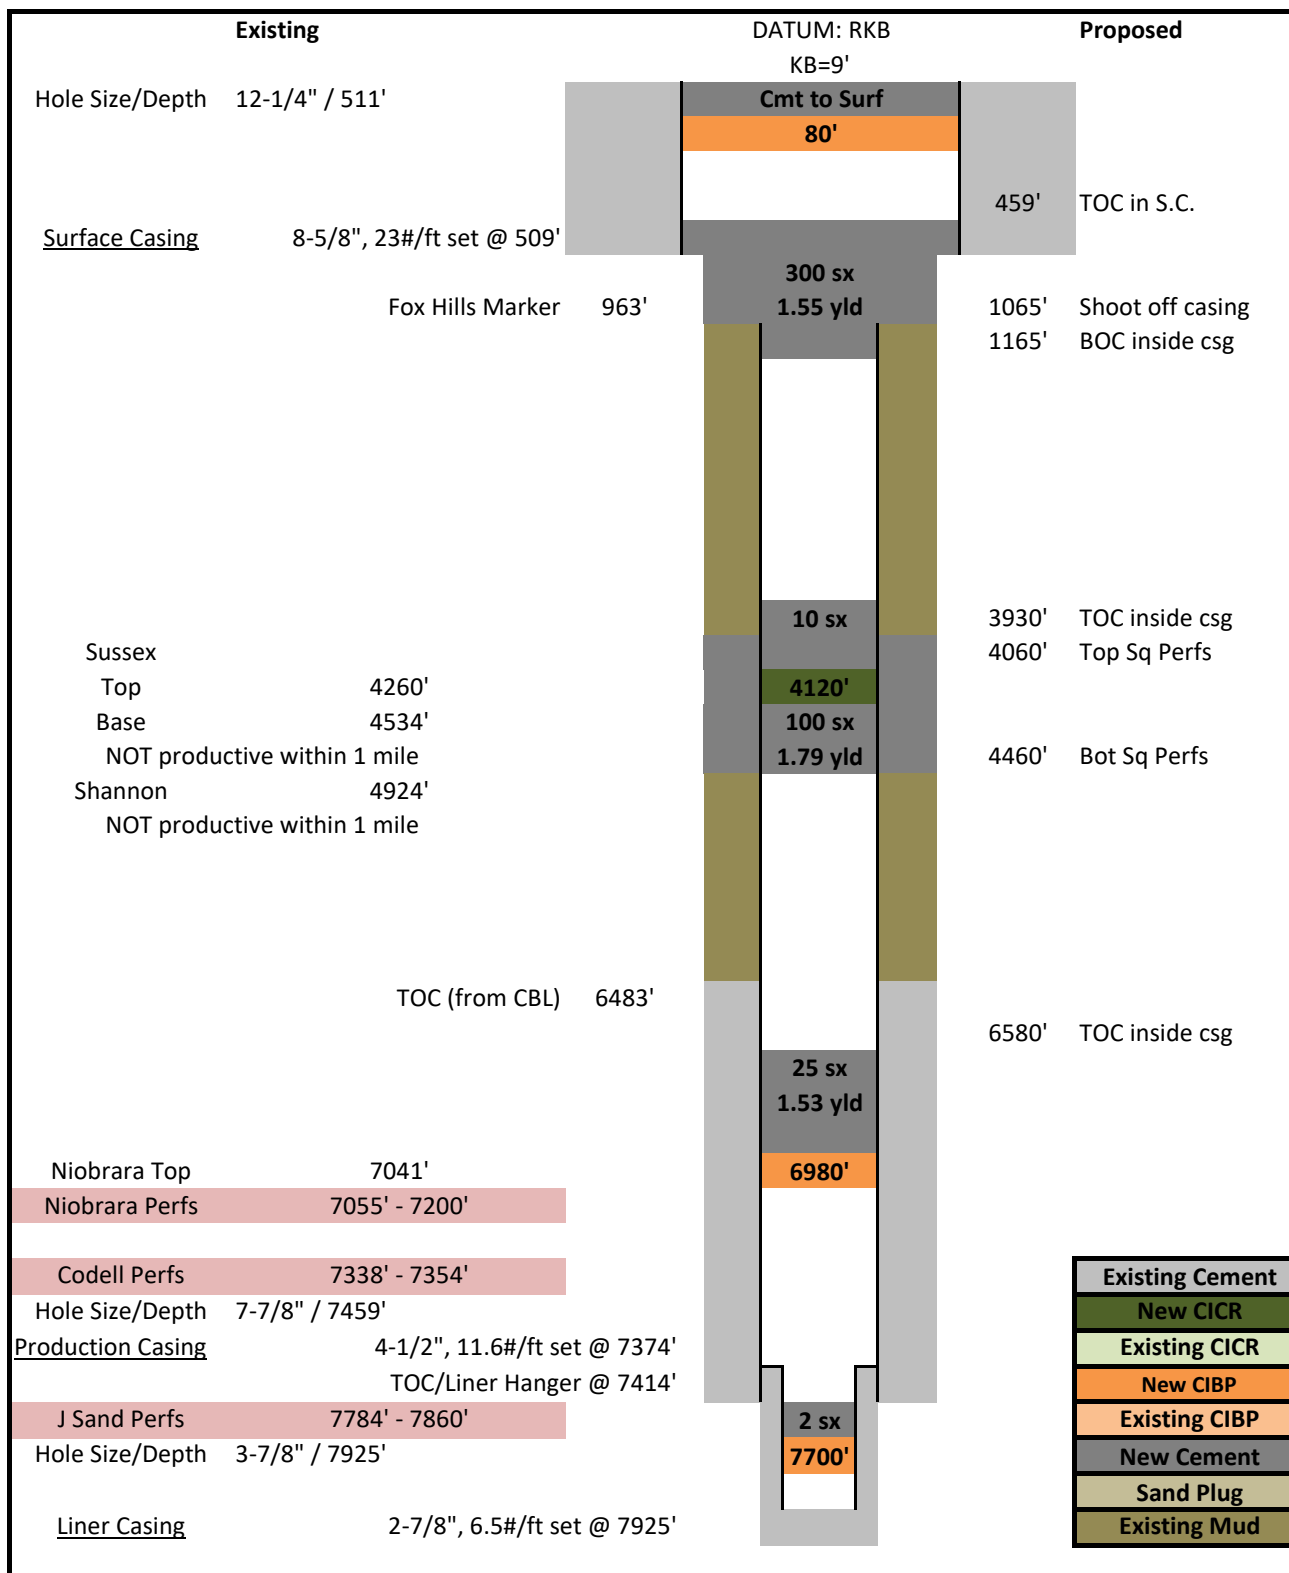 Existing DATUM: RKB Proposed
KB=9'
Hole Size/Depth 12-1/4" / 511' Cmt to Surf
80'
459' TOC in S.C.
Surface Casing 8-5/8", 23#/ft set @ 509'
300 sx
Fox Hills Marker 963' 1.55 yld 1065' Shoot off casing
1165' BOC inside csg
10 sx 3930' TOC inside csg
Sussex 4060' Top Sq Perfs
Top 4260' 4120'
Base 4534' 100 sx
NOT productive within 1 mile 1.79 yld 4460' Bot Sq Perfs
Shannon 4924'
NOT productive within 1 mile
TOC (from CBL) 6483'
6580' TOC inside csg
25 sx
1.53 yld
Niobrara Top 7041' 6980'
Niobrara Perfs 7055' - 7200'
Codell Perfs 7338' - 7354' Existing Cement
Hole Size/Depth 7-7/8" / 7459' New CICR
Production Casing 4-1/2", 11.6#/ft set @ 7374' Existing CICR
TOC/Liner Hanger @ 7414' New CIBP
J Sand Perfs 7784' - 7860' 2 sx Existing CIBP
Hole Size/Depth 3-7/8" / 7925' 7700' New Cement
Sand Plug
Liner Casing 2-7/8", 6.5#/ft set @ 7925' Existing Mud